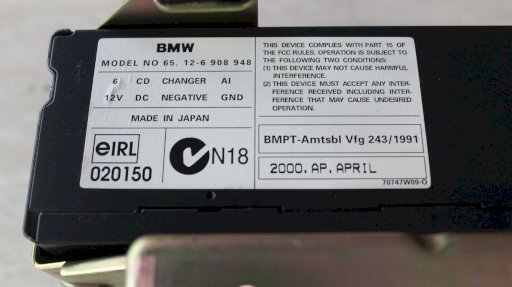 BMW
MODEL NO 65. 12-6 908 948
6 CD CHANGER AI
12V DC NEGATIVE GND
MADE IN JAPAN
eIRL
020150
N18
THIS DEVICE COMPLIES WITH PART 15 OF
THE FCC RULES. OPERATION IS SUBJECT TO
THE FOLLOWING TWO CONDITIONS:
(1) THIS DEVICE MAY NOT CAUSE HARMFUL
INTERFERENCE.
(2) THIS DEVICE MUST ACCEPT ANY INTER-
FERENCE RECEIVED INCLUDING INTER-
FERENCE THAT MAY CAUSE UNDESIRED
OPERATION.
BMPT-Amtsbl Vfg 243/1991
2000.AP.APRIL
70747W09-O